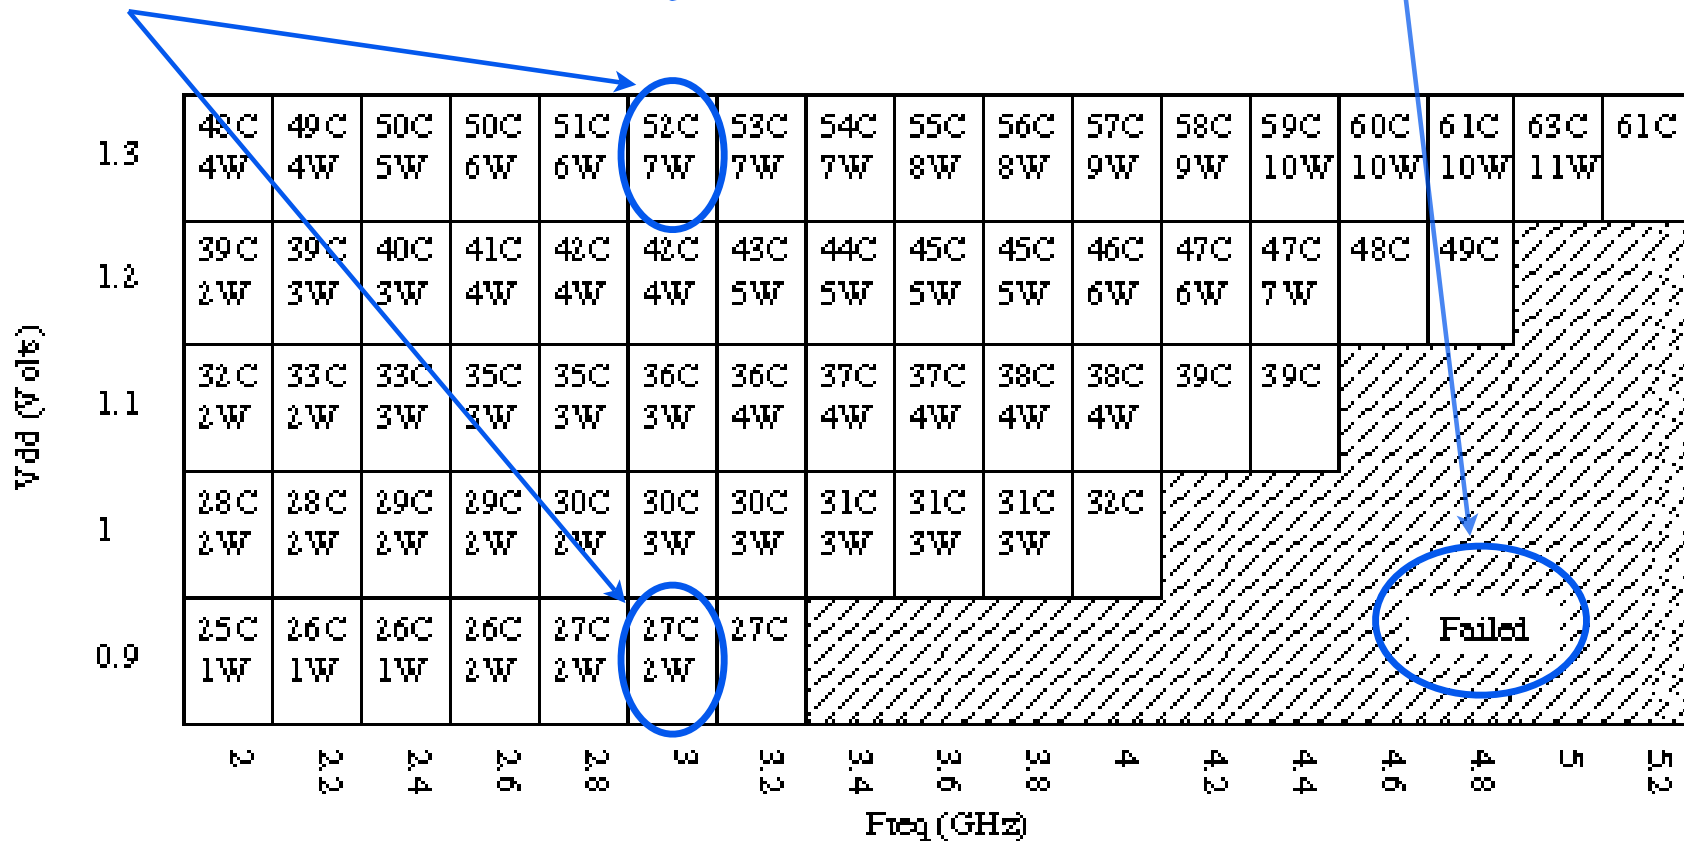 48C 49C 50C 50C 51C 52C 53C 54C 55C 56C 57C 58C 59C 60C 61C 63C 61C
1.3
4W 4W 5W 6W 6W 7W 7W 7W 8W 8W 9W 9W 10W 10W 10W 11W
39C 39C 40C 41C 42C 42C 43C 44C 45C 45C 46C 47C 47C 48C 49C
1.2
2W 3W 3W 4W 4W 4W 5W 5W 5W 5W 6W 6W 7W
32C 33C 33C 35C 35C 36C 36C 37C 37C 38C 38C 39C 39C
1.1
2W 2W 3W 3W 3W 3W 4W 4W 4W 4W 4W
28C 28C 29C 29C 30C 30C 30C 31C 31C 31C 32C
1
2W 2W 2W 2W 2W 3W 3W 3W 3W 3W
25C 26C 26C 26C 27C 27C 27C
0.9
1W 1W 1W 2W 2W 2W
Failed
Vdd (Volts)
2 2.22 2.4 2.6 2.8 3 3.2 3.4 3.6 3.8 4 4.2 4.4 4.6 4.8 5 5.2
Freq (GHz)